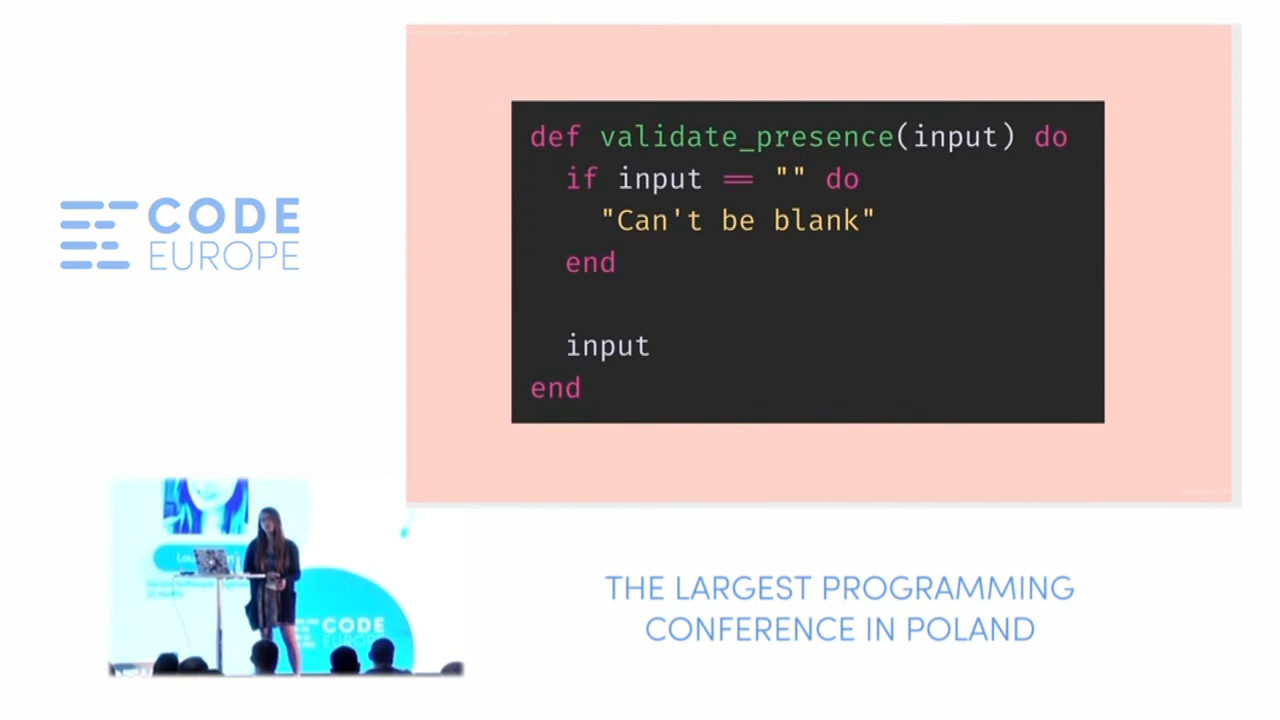 CODE
EUROPE
def validate_presence(input) do
  if input == "" do
    "Can't be blank"
  end

  input
end
CODE
EUROPE
THE LARGEST PROGRAMMING
CONFERENCE IN POLAND